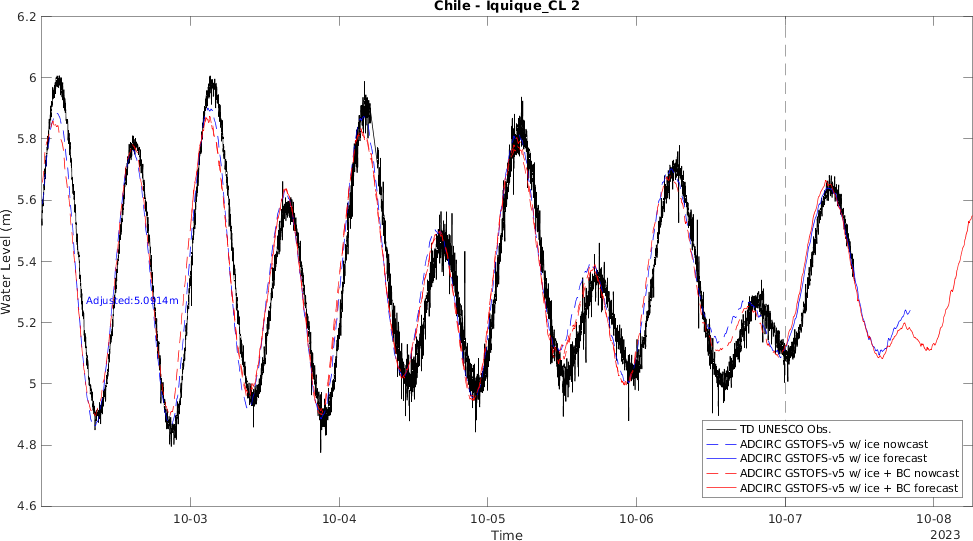 Chile - Iquique_CL 2
6.2
6
5.8
5.6
5.4
5.2
5
4.8
4.6
Water Level (m)
Adjusted:5.0914m
TD UNESCO Obs.
ADCIRC GSTOFS-v5 w/ ice nowcast
ADCIRC GSTOFS-v5 w/ ice forecast
ADCIRC GSTOFS-v5 w/ ice + BC nowcast
ADCIRC GSTOFS-v5 w/ ice + BC forecast
10-03 10-04 10-05 10-06 10-07 10-08
Time
2023